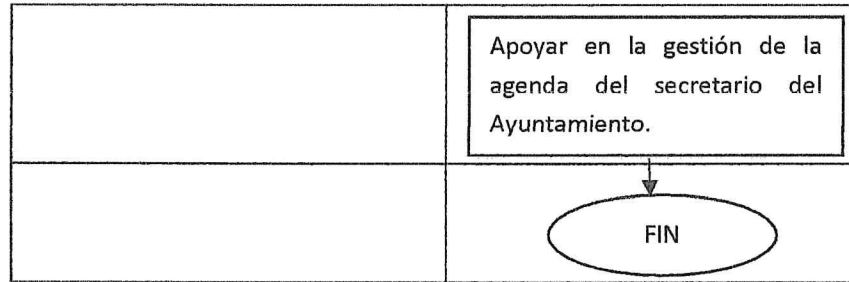 Apoyar en la gestión de la
agenda del secretario del
Ayuntamiento.
FIN